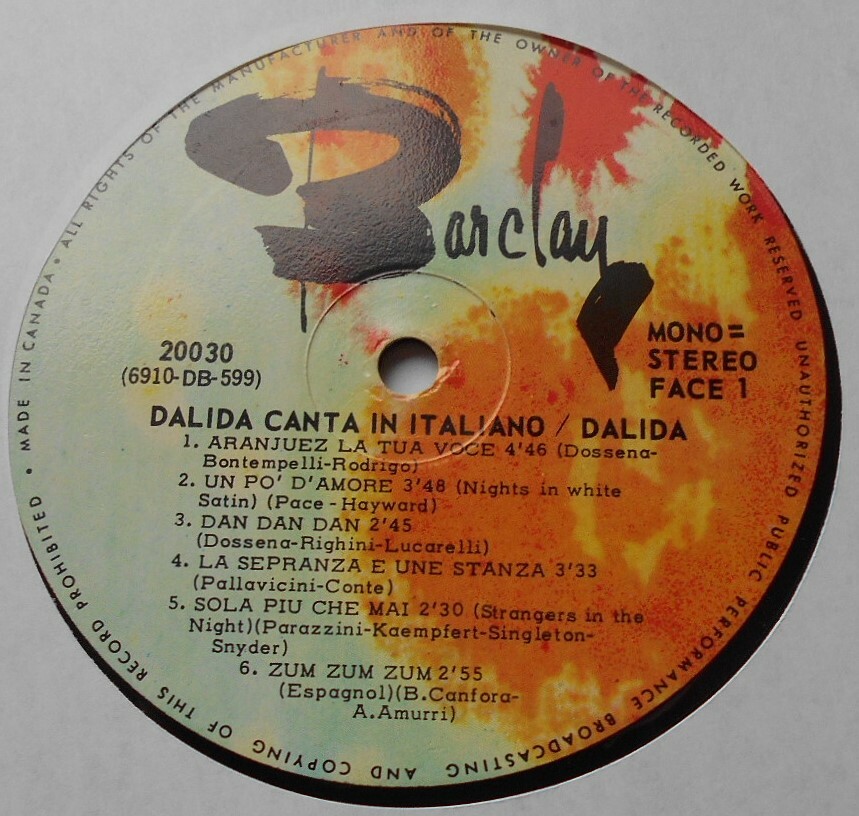 Barclay
20030
(6910-DB-599)
MONO=
STEREO
FACE 1
DALIDA CANTA IN ITALIANO / DALIDA
1. ARANJUEZ LA TUA VOCE 4'46 (Dossena-
Bontempelli-Rodrigo)
2. UN PO' D'AMORE 3'48 (Nights in white
Satin) (Pace - Hayward)
3. DAN DAN DAN 2'45
(Dossena-Righini-Lucarelli)
4. LA SEPRANZA E UNE STANZA 3'33
(Pallavicini-Conte)
5. SOLA PIU CHE MAI 2'30 (Strangers in the
Night)(Parazzini-Kaempfert-Singleton-
Snyder)
6. ZUM ZUM ZUM 2'55
(Espagnol)(B.Canfora-
A.Amurri)
• MADE IN CANADA • ALL RIGHTS OF THE MANUFACTURER AND OF THE OWNER OF THE RECORDED WORK RESERVED UNAUTHORIZED PUBLIC PERFORMANCE BROADCASTING AND COPYING OF THIS RECORD PROHIBITED